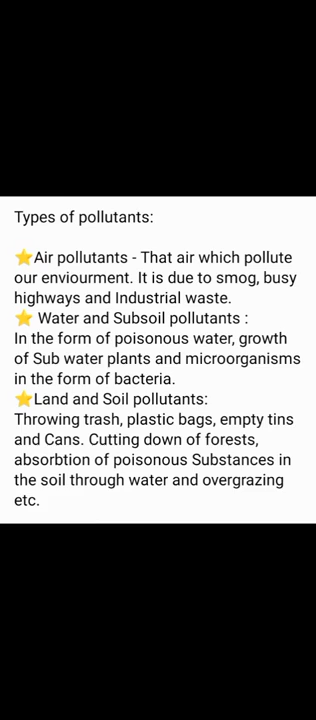 Types of pollutants:
⭐Air pollutants - That air which pollute
our enviourment. It is due to smog, busy
highways and Industrial waste.
⭐ Water and Subsoil pollutants :
In the form of poisonous water, growth
of Sub water plants and microorganisms
in the form of bacteria.
⭐Land and Soil pollutants:
Throwing trash, plastic bags, empty tins
and Cans. Cutting down of forests,
absorbtion of poisonous Substances in
the soil through water and overgrazing
etc.